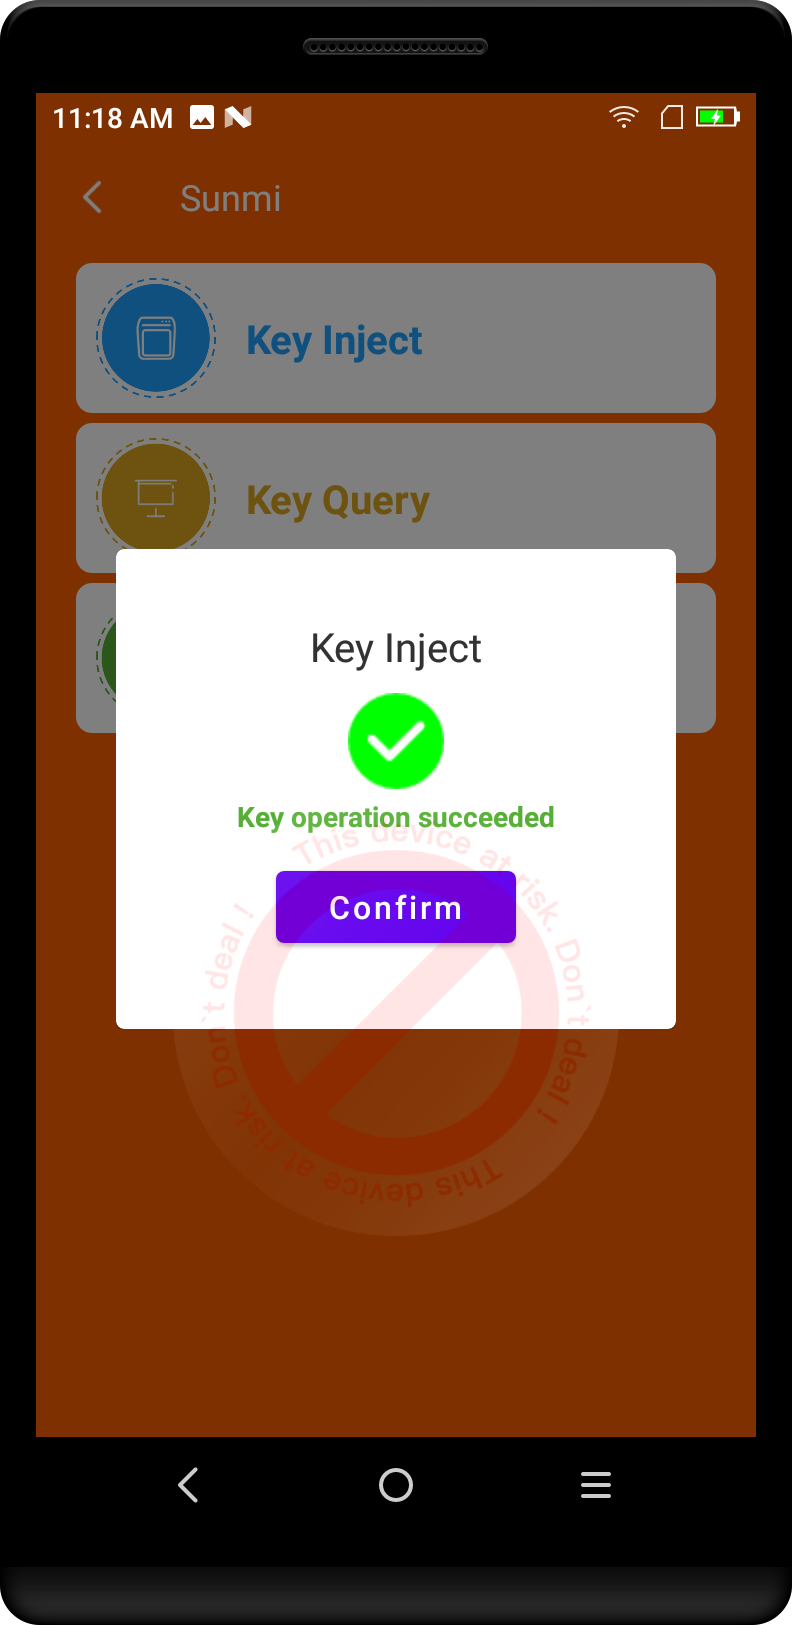 11:18 AM
Sunmi
Key Inject
Key Query
Key Inject
Key operation succeeded
Confirm
This device at risk. Don`t deal !
This device at risk. Don`t deal !